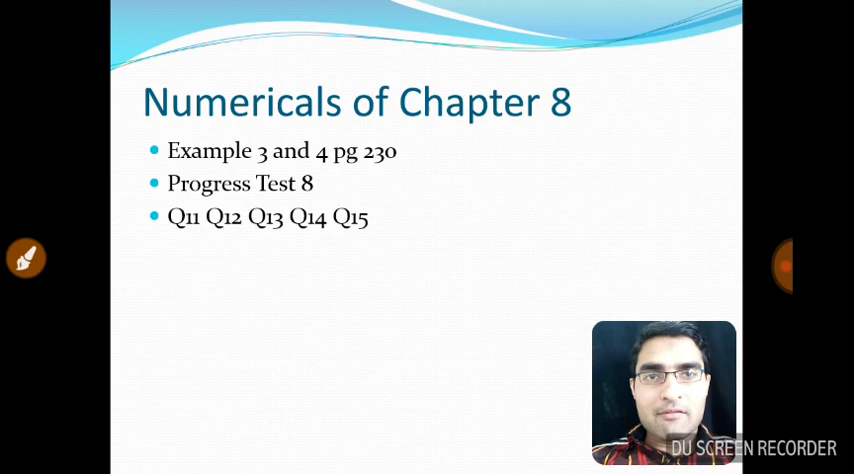 Numericals of Chapter 8
Example 3 and 4 pg 230
Progress Test 8
Q11 Q12 Q13 Q14 Q15
DU SCREEN RECORDER